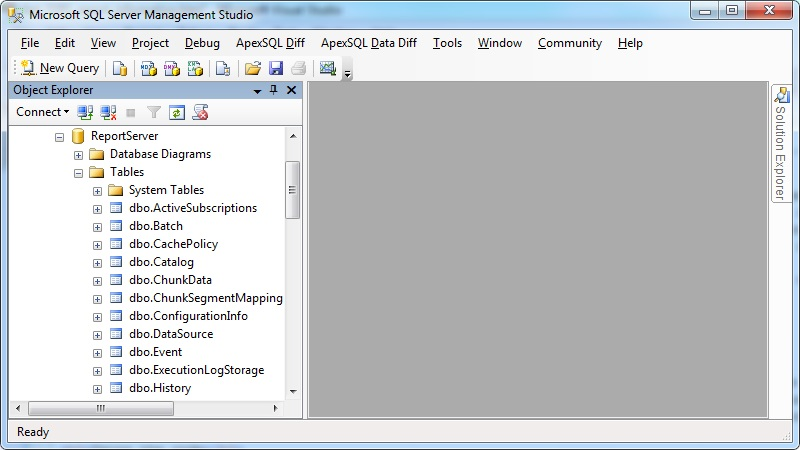 Microsoft SQL Server Management Studio
File Edit View Project Debug ApexSQL Diff ApexSQL Data Diff Tools Window Community Help
New Query
Object Explorer
Connect
ReportServer
Database Diagrams
Tables
System Tables
dbo.ActiveSubscriptions
dbo.Batch
dbo.CachePolicy
dbo.Catalog
dbo.ChunkData
dbo.ChunkSegmentMapping
dbo.ConfigurationInfo
dbo.DataSource
dbo.Event
dbo.ExecutionLogStorage
dbo.History
Solution Explorer
Ready